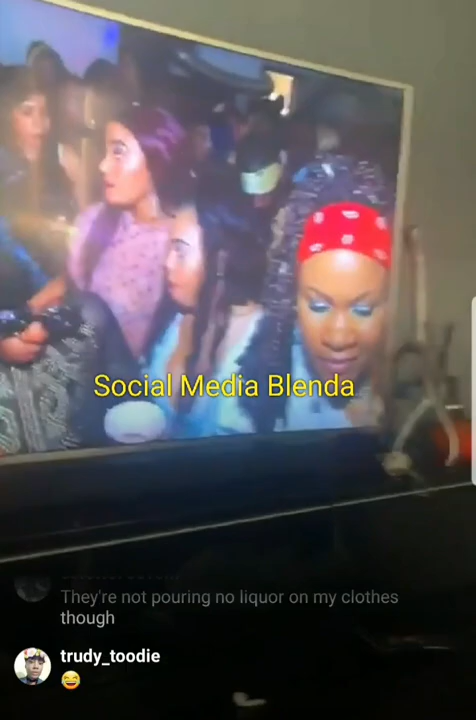 Social Media Blenda
They're not pouring no liquor on my clothes
though
trudy_toodie
😂